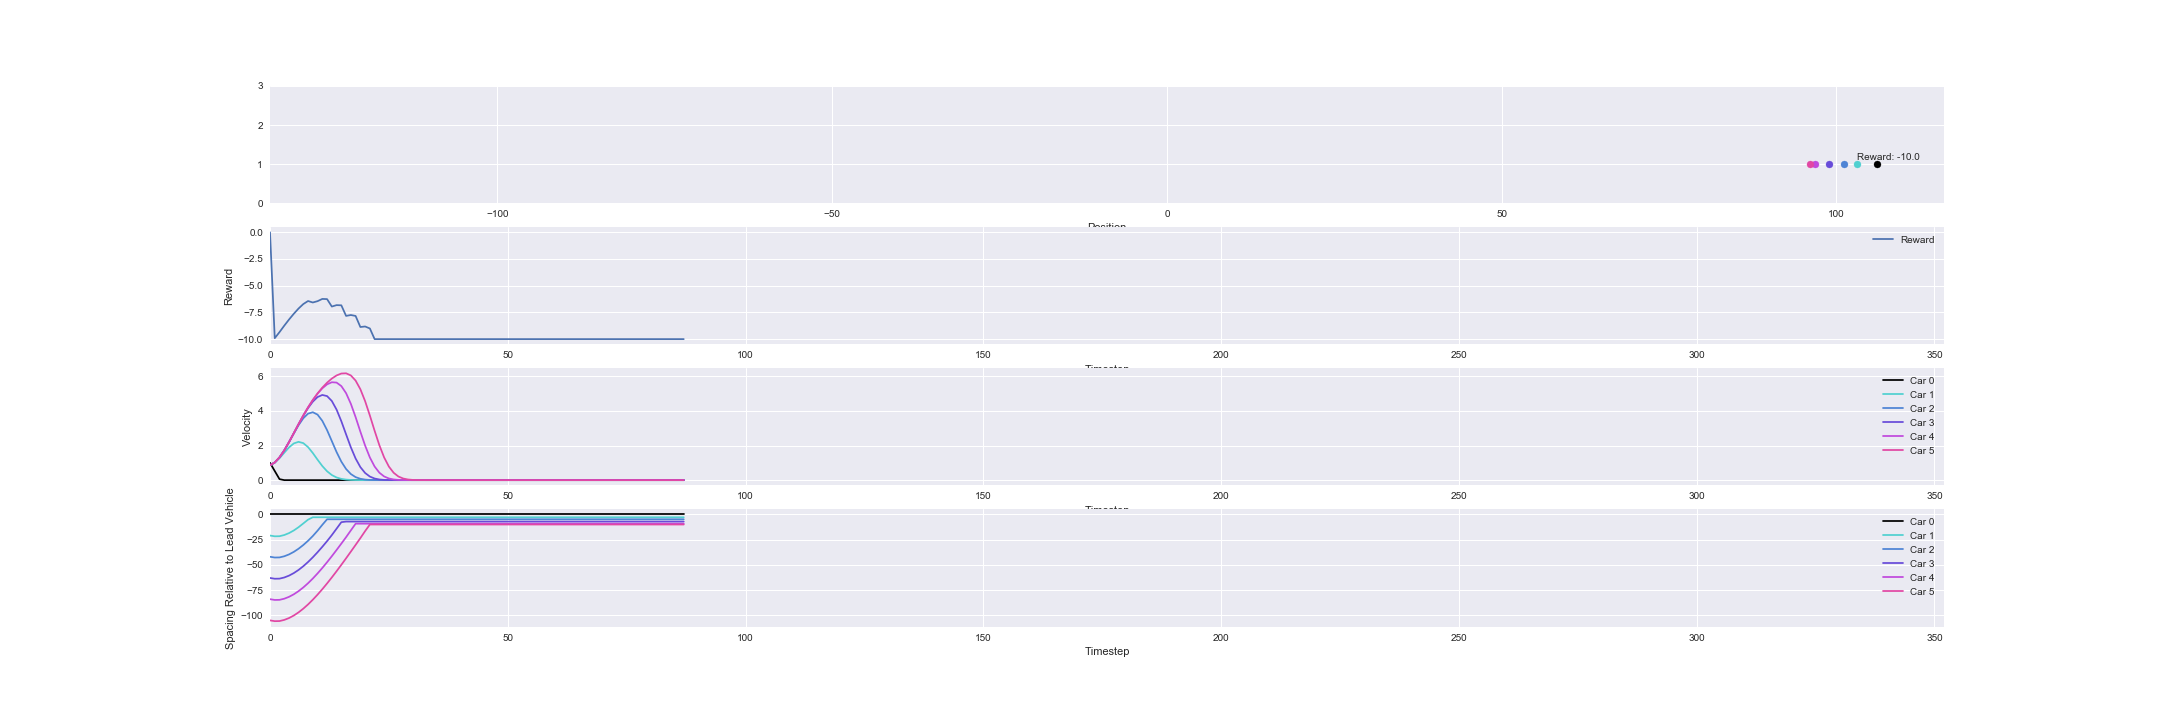 3
2
1
0
Reward: -10.0
−100 −50 0 50 100
Position
Reward
0.0
−2.5
−5.0
−7.5
−10.0
Reward
0 50 100 150 200 250 300 350
Timestep
Velocity
6
4
2
0
Car 0
Car 1
Car 2
Car 3
Car 4
Car 5
0 50 100 150 200 250 300 350
Timestep
Spacing Relative to Lead Vehicle
0
−25
−50
−75
−100
Car 0
Car 1
Car 2
Car 3
Car 4
Car 5
0 50 100 150 200 250 300 350
Timestep